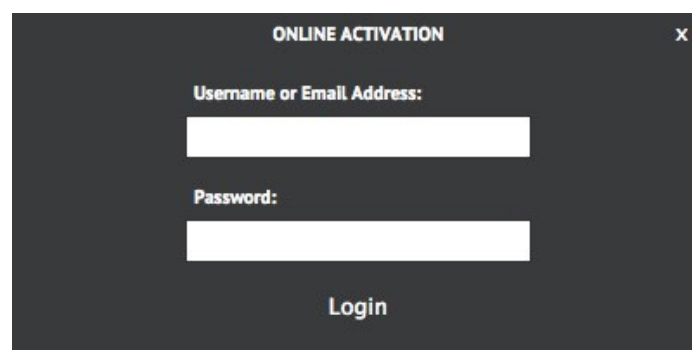 ONLINE ACTIVATION x
Username or Email Address:
Password:
Login